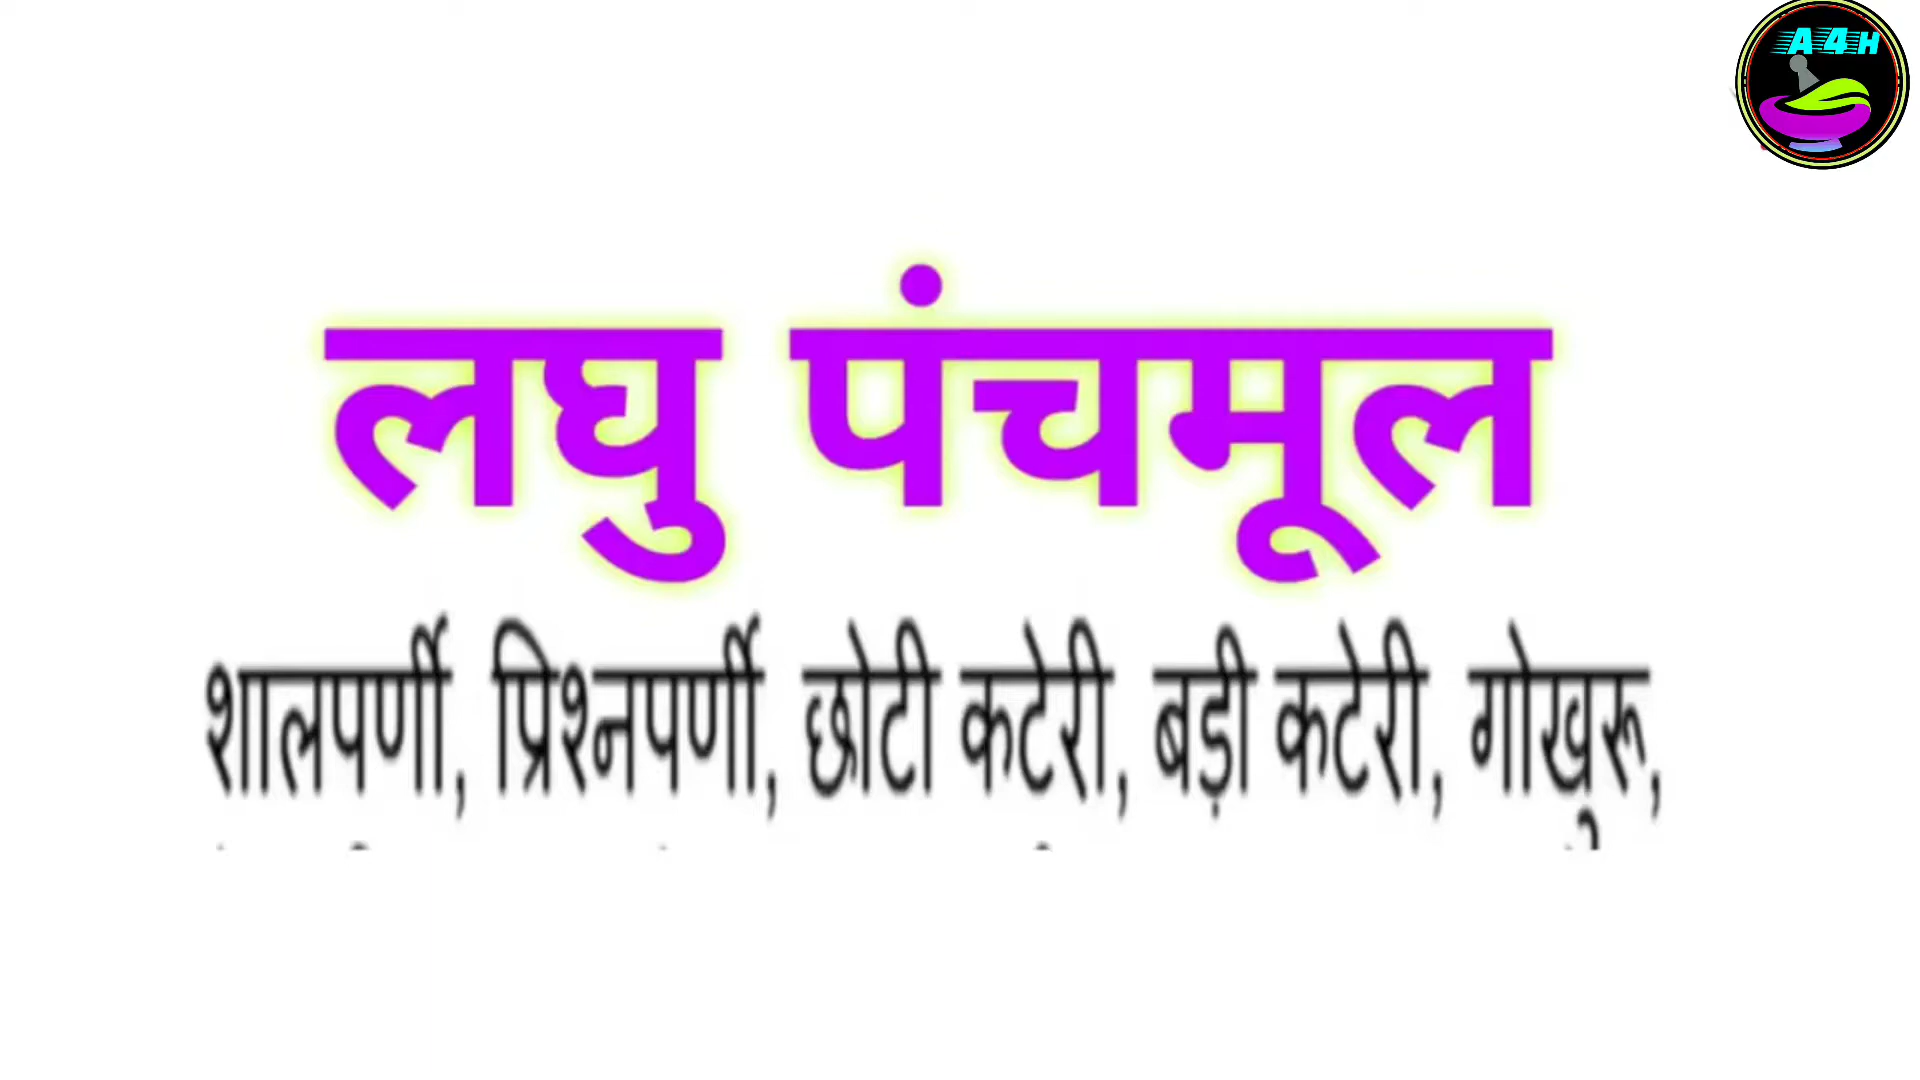 A4H
लघु पंचमूल
शालपर्णी, प्रिश्नपर्णी, छोटी कटेरी, बड़ी कटेरी, गोखुरू,